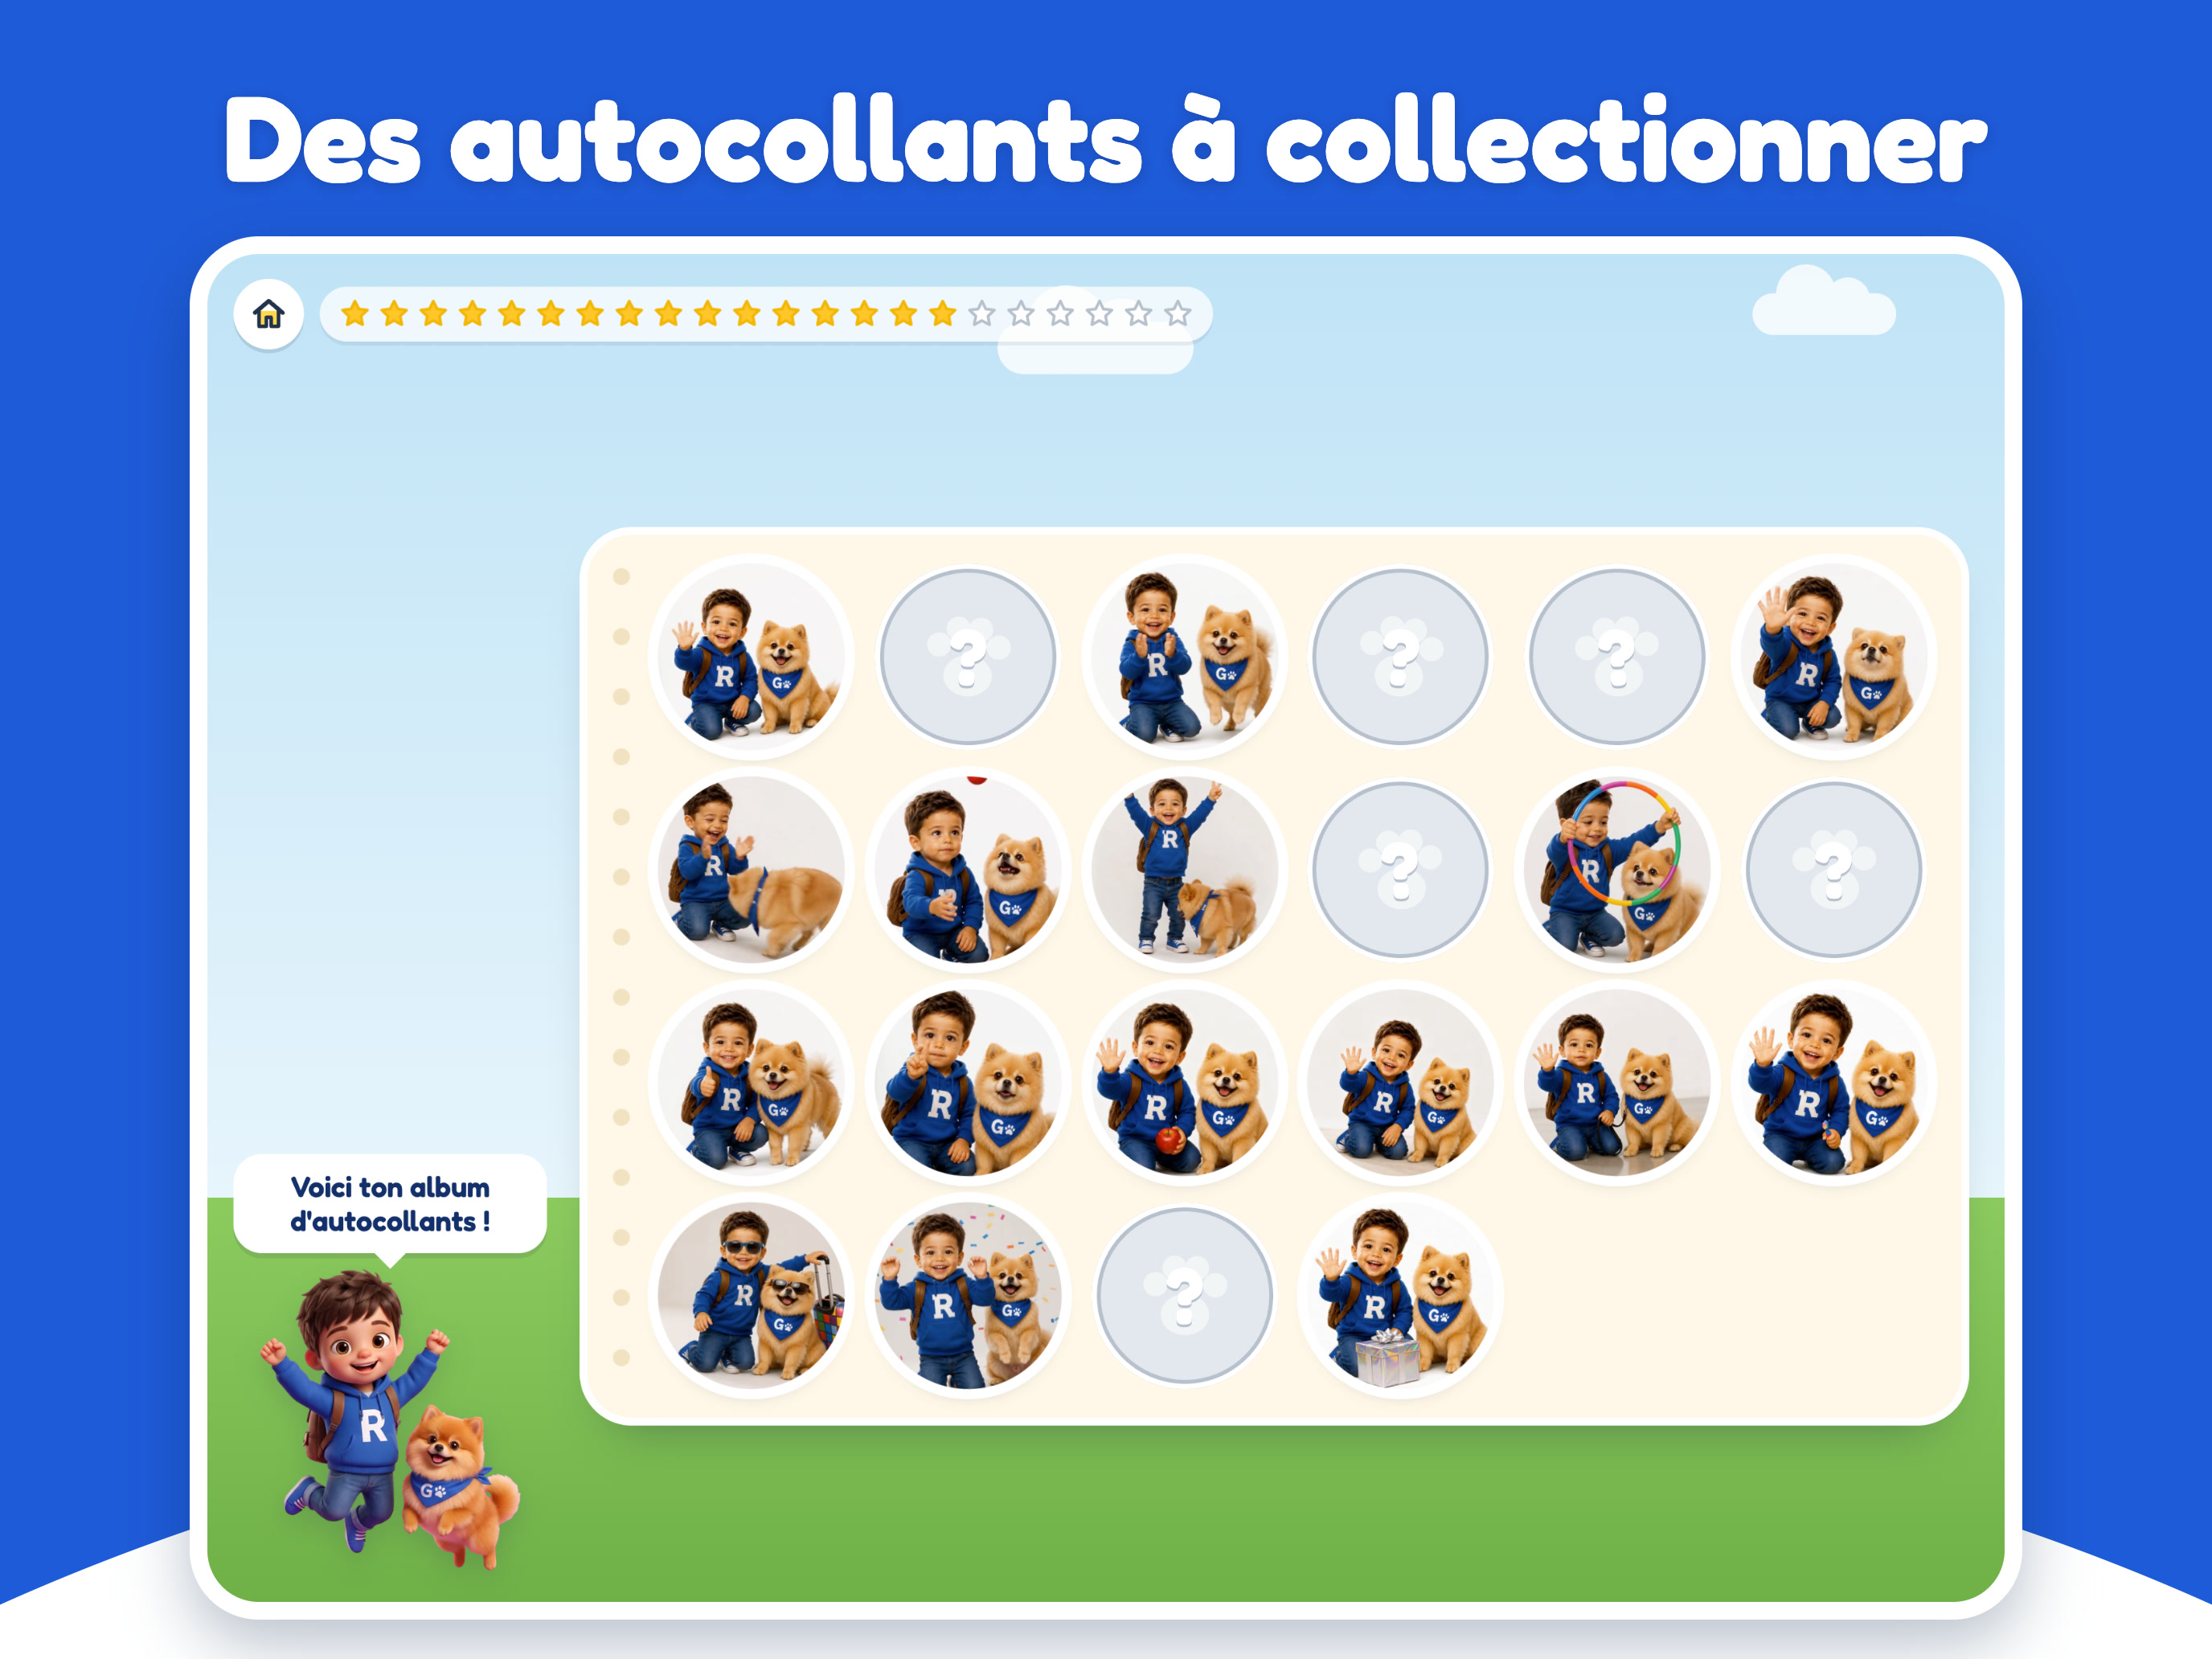 Des autocollants à collectionner
? ? ?
R G R G R G
? ?
R R G R R G
R G R G R G R G R G R G
Voici ton album
d'autocollants !
?
R G R G R G
R
G